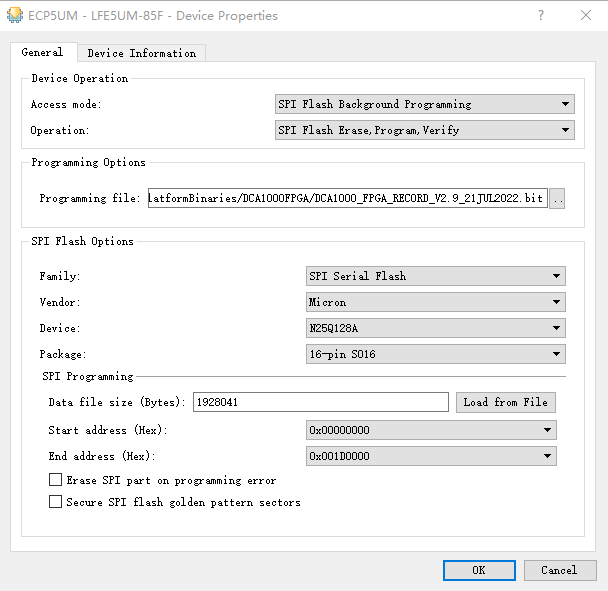 ECP5UM - LFE5UM-85F - Device Properties ?
General Device Information
Device Operation
Access mode: SPI Flash Background Programming
Operation: SPI Flash Erase,Program,Verify
Programming Options
Programming file: latformBinaries/DCA1000FPGA/DCA1000_FPGA_RECORD_V2.9_21JUL2022.bit ..
SPI Flash Options
Family: SPI Serial Flash
Vendor: Micron
Device: N25Q128A
Package: 16-pin SO16
SPI Programming
Data file size (Bytes): 1928041 Load from File
Start address (Hex): 0x00000000
End address (Hex): 0x001D0000
Erase SPI part on programming error
Secure SPI flash golden pattern sectors
OK Cancel